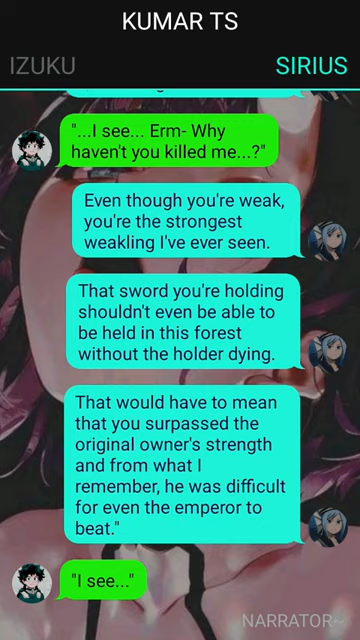 KUMAR TS
IZUKU
SIRIUS
"...I see... Erm- Why
haven't you killed me...?"
Even though you're weak,
you're the strongest
weakling I've ever seen.
That sword you're holding
shouldn't even be able to
be held in this forest
without the holder dying.
That would have to mean
that you surpassed the
original owner's strength
and from what I
remember, he was difficult
for even the emperor to
beat."
"I see..."
NARRATOR~